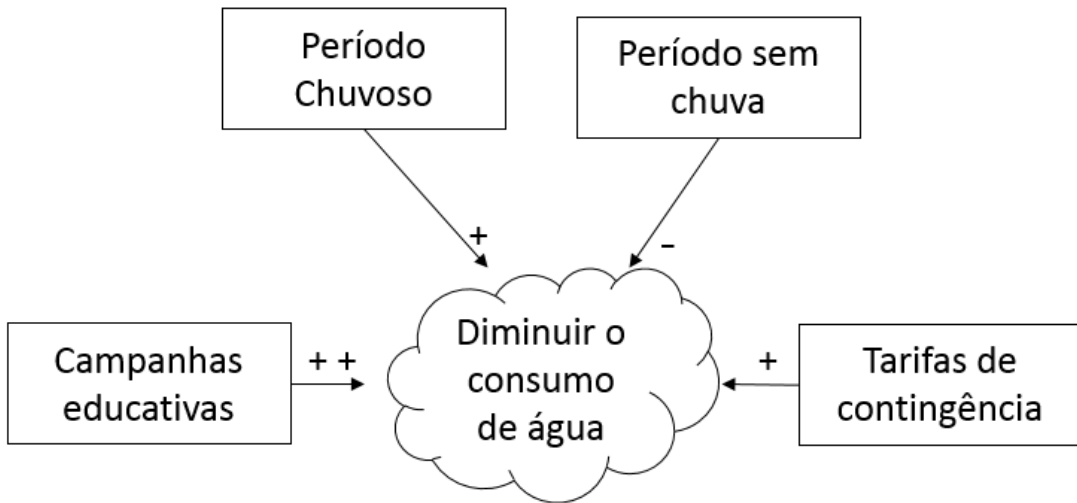 Período
Chuvoso
Período sem
chuva
+
-
Campanhas
educativas
+ +
Diminuir o
consumo
de água
+
Tarifas de
contingência